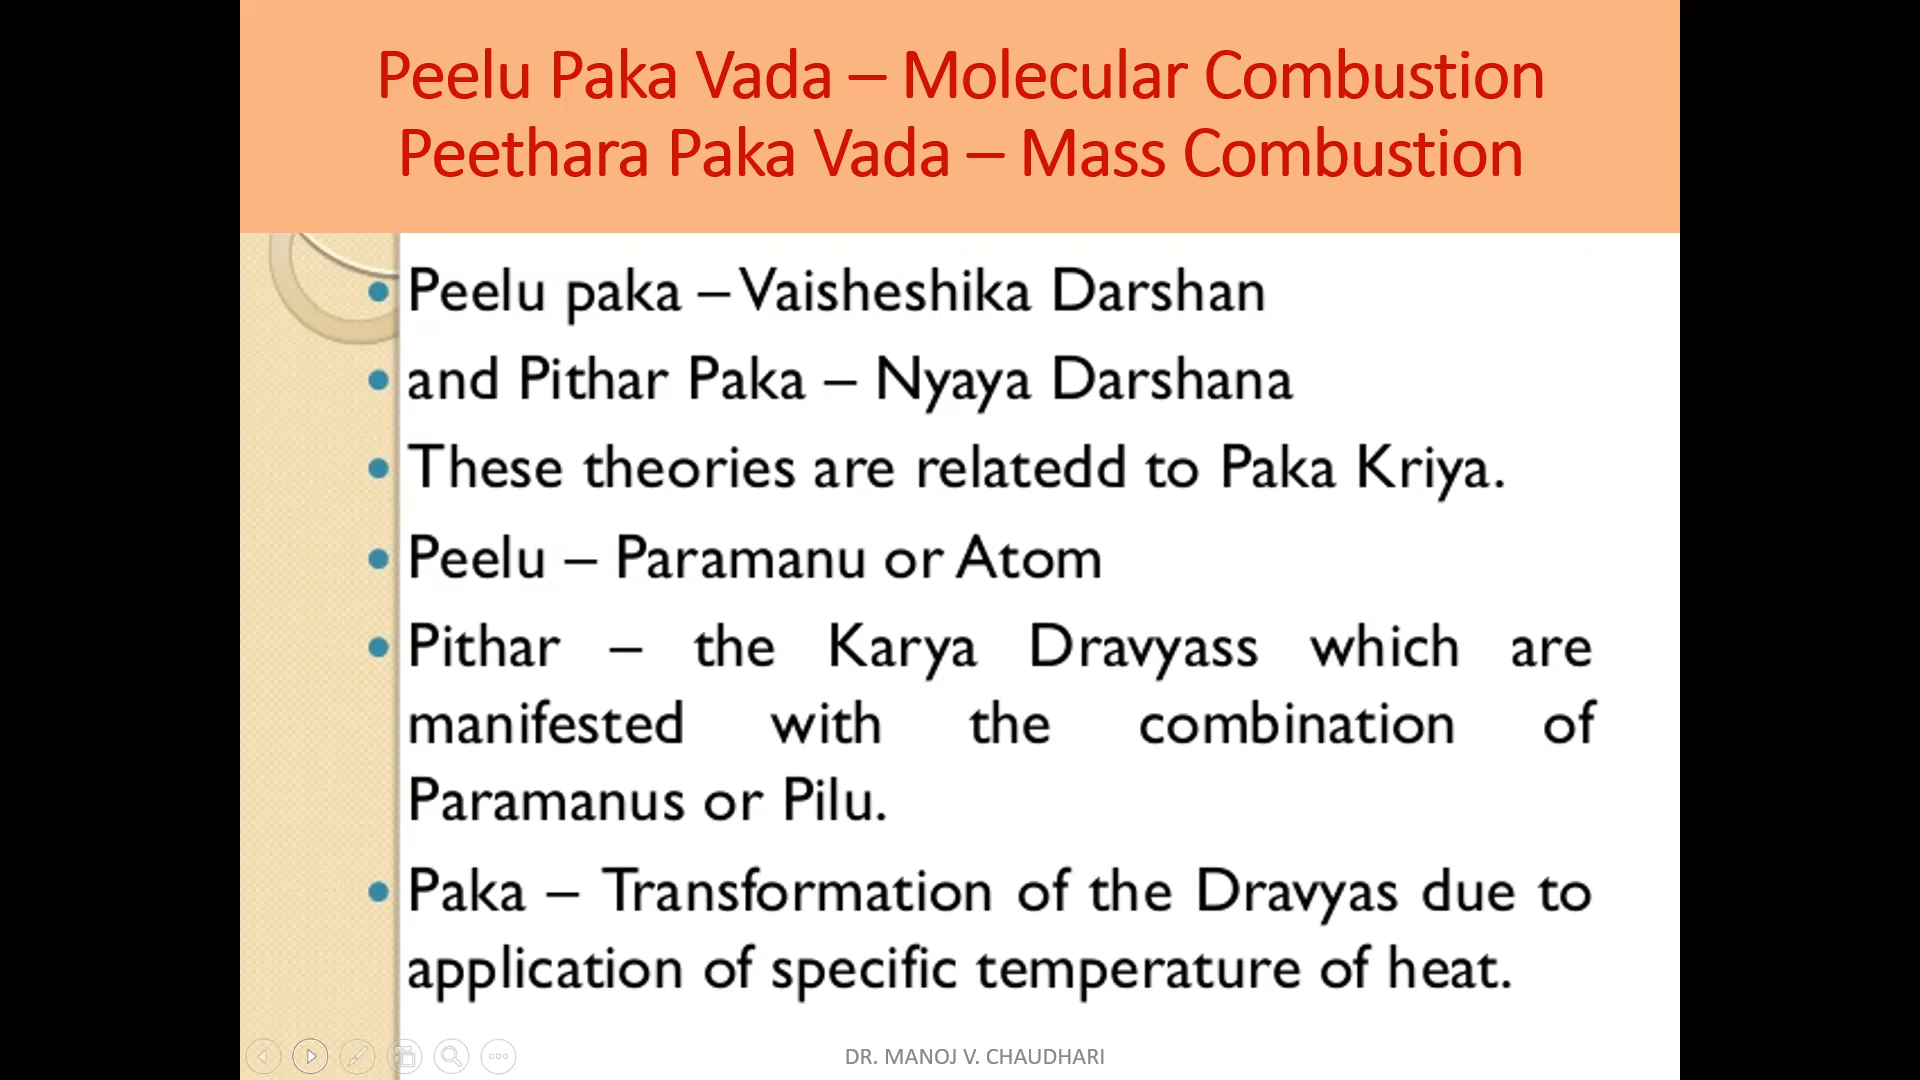 Peelu Paka Vada – Molecular Combustion
Peethara Paka Vada – Mass Combustion
• Peelu paka – Vaisheshika Darshan
• and Pithar Paka – Nyaya Darshana
• These theories are relatedd to Paka Kriya.
• Peelu – Paramanu or Atom
• Pithar – the Karya Dravyass which are
manifested with the combination of
Paramanus or Pilu.
• Paka – Transformation of the Dravyas due to
application of specific temperature of heat.
DR. MANOJ V. CHAUDHARI